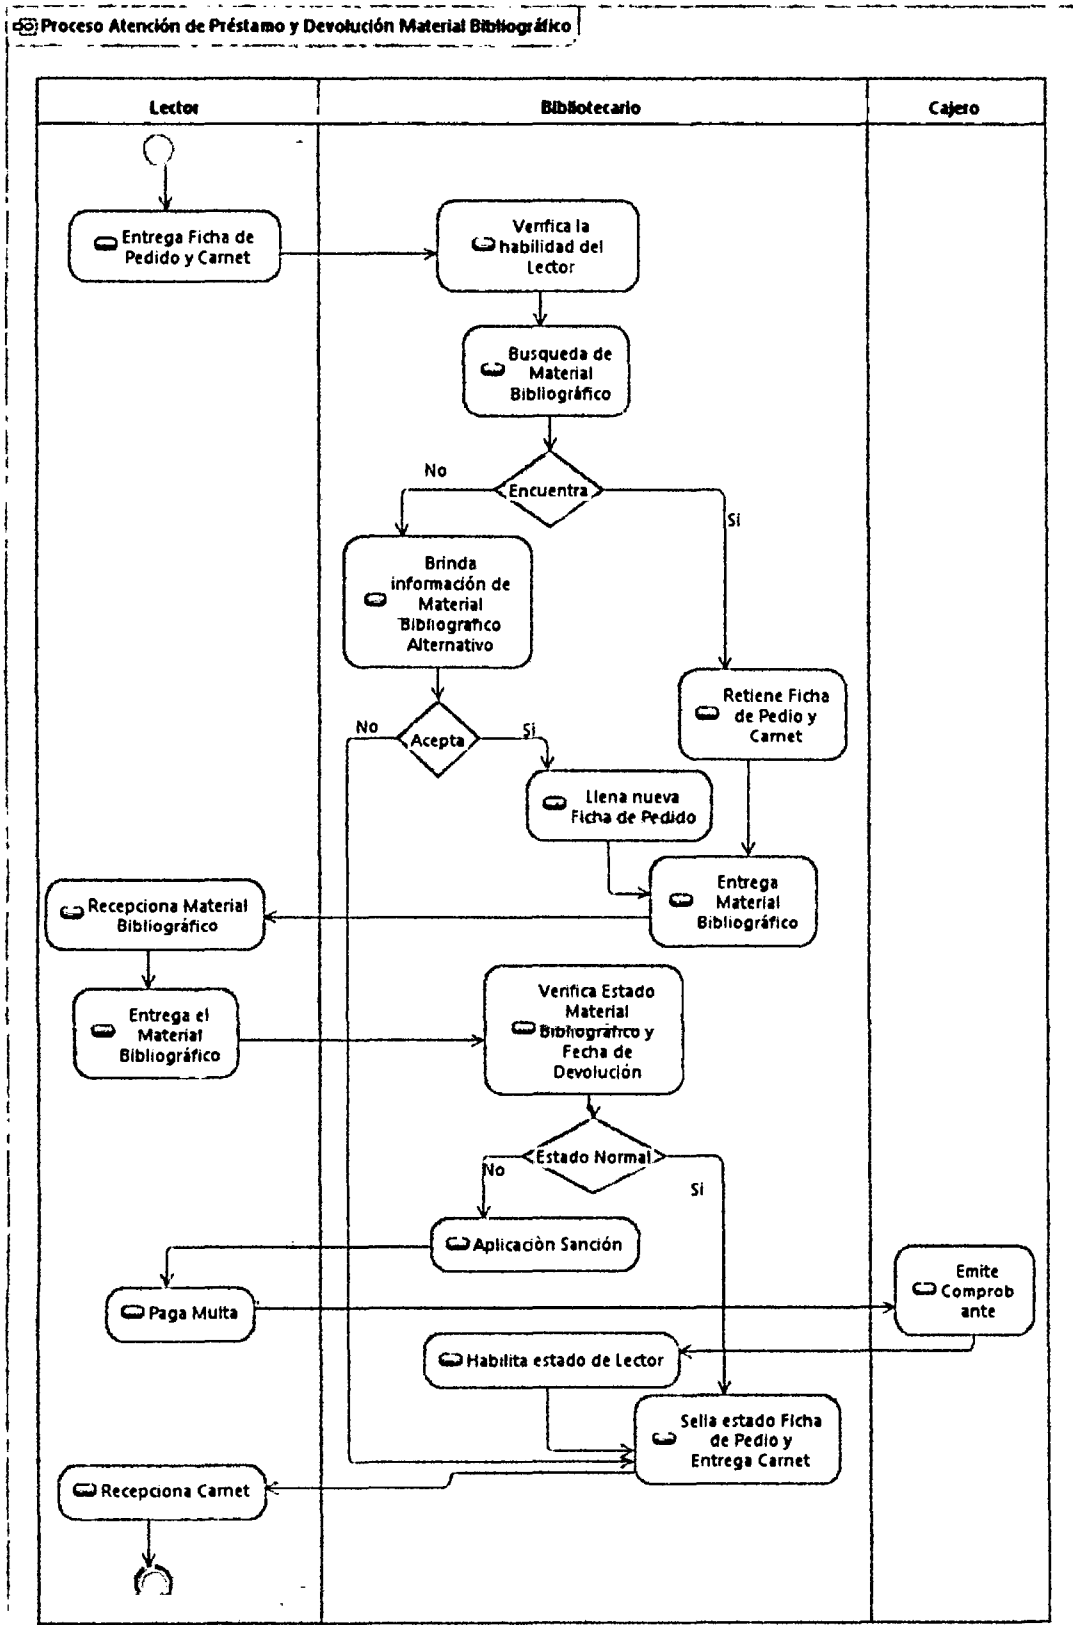 Proceso Atención de Préstamo y Devolución Material Bibliográfico
Lector
Bibliotecario
Cajero
Entrega Ficha de
Pedido y Carnet
Verifica la
habilidad del
Lector
Busqueda de
Material
Bibliográfico
Encuentra
No
Si
Brinda
información de
Material
Bibliografico
Alternativo
Retiene Ficha
de Pedio y
Carnet
Acepta
No
Si
Llena nueva
Ficha de Pedido
Entrega
Material
Bibliográfico
Recepciona Material
Bibliográfico
Entrega el
Material
Bibliográfico
Verifica Estado
Material
Bibliográfico y
Fecha de
Devolución
Estado Normal
No
Si
Aplicaciòn Sanción
Paga Multa
Emite
Comprob
ante
Habilita estado de Lector
Sella estado Ficha
de Pedio y
Entrega Carnet
Recepciona Carnet